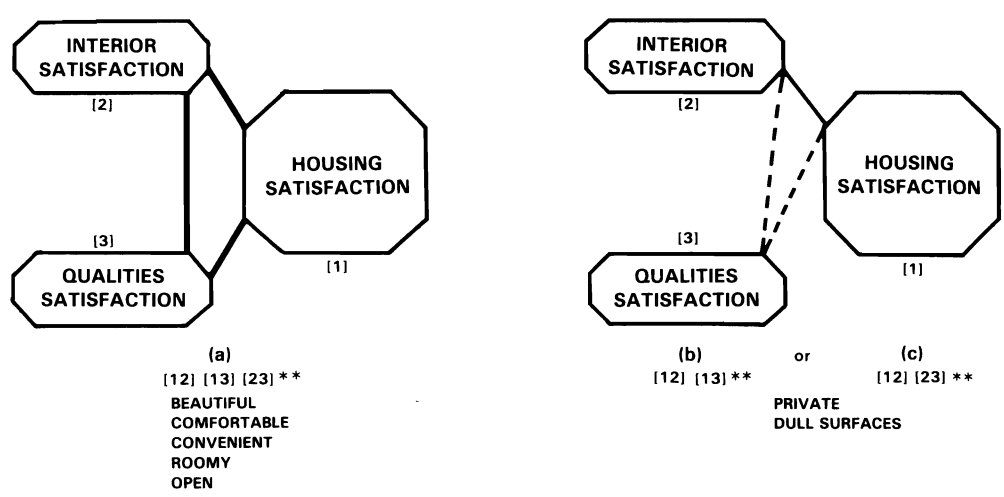 INTERIOR
SATISFACTION
[2]
HOUSING
SATISFACTION
[1]
[3]
QUALITIES
SATISFACTION
(a)
[12] [13] [23] **
BEAUTIFUL
COMFORTABLE
CONVENIENT
ROOMY
OPEN
INTERIOR
SATISFACTION
[2]
HOUSING
SATISFACTION
[1]
[3]
QUALITIES
SATISFACTION
(b) or (c)
[12] [13] ** [12] [23] **
PRIVATE
DULL SURFACES